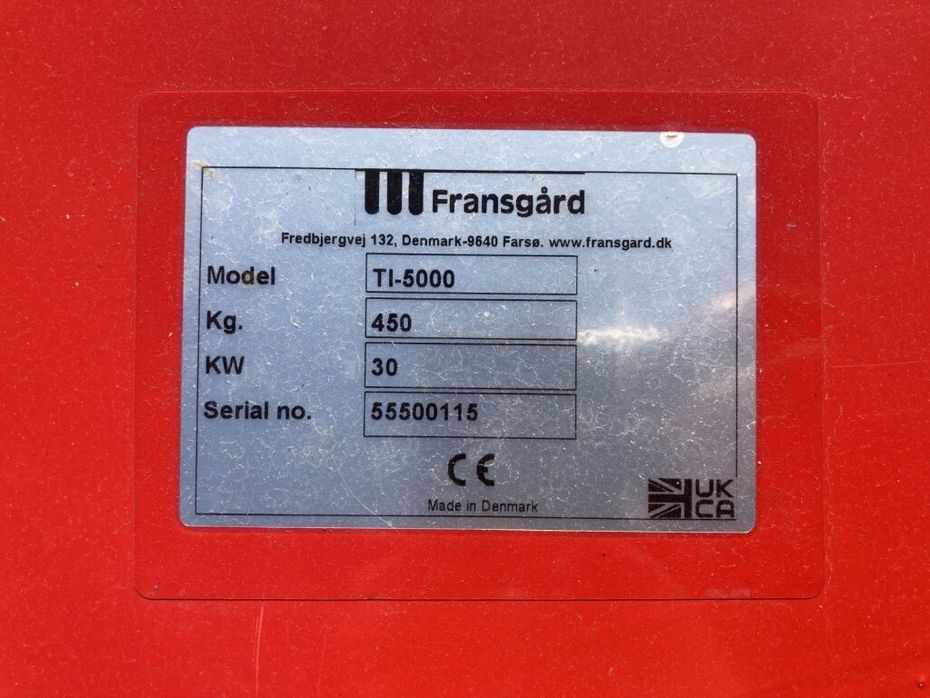 Fransgård
Fredbjergvej 132, Denmark-9640 Farsø. www.fransgard.dk
Model TI-5000
Kg. 450
KW 30
Serial no. 55500115
CE
Made in Denmark
UK
CA